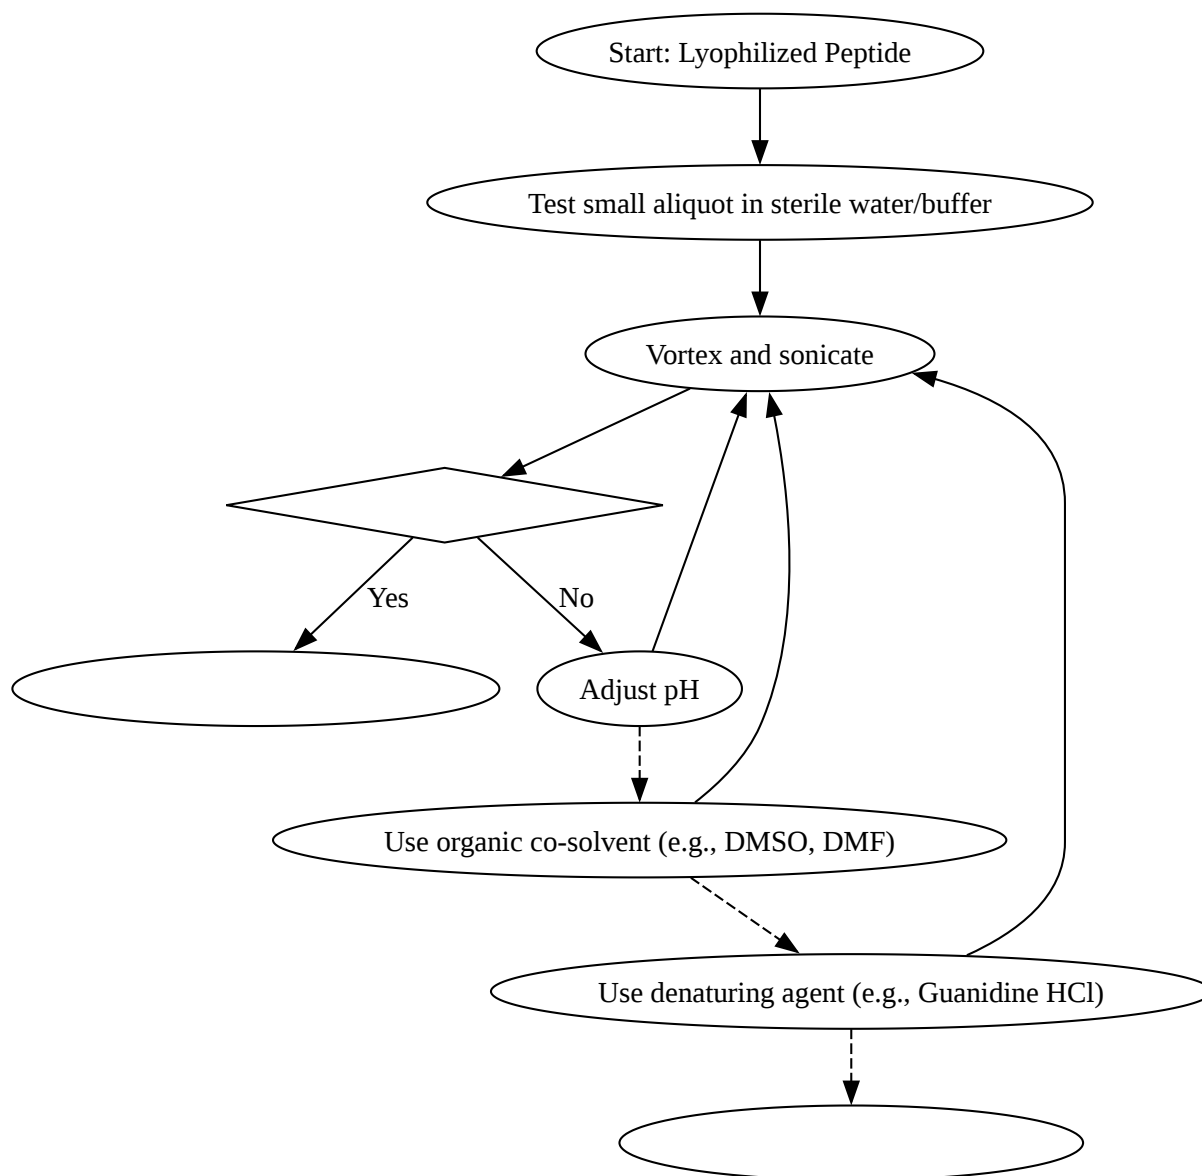 Start: Lyophilized Peptide
Test small aliquot in sterile water/buffer
Vortex and sonicate
Yes
No
Adjust pH
Use organic co-solvent (e.g., DMSO, DMF)
Use denaturing agent (e.g., Guanidine HCl)